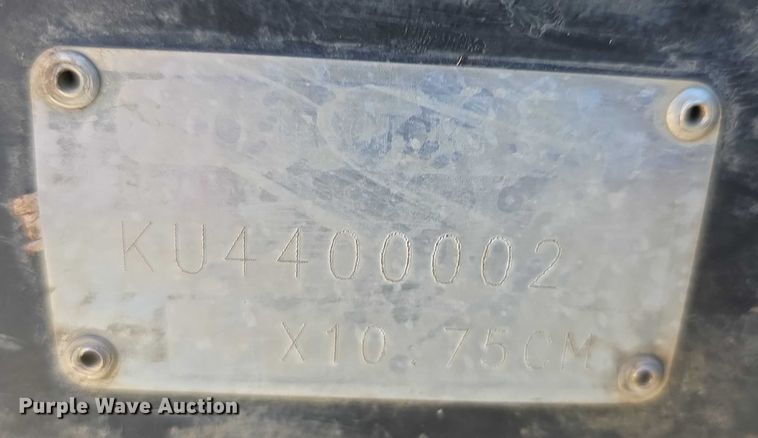 KU4400002
X10.75CM
Purple Wave Auction